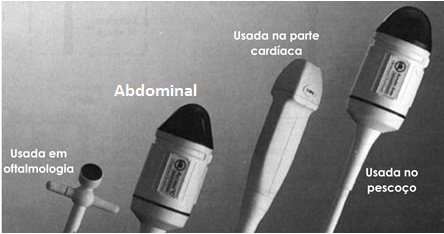 Usada na parte
cardíaca
Abdominal
Usada em
oftalmologia
Usada no
pescoço